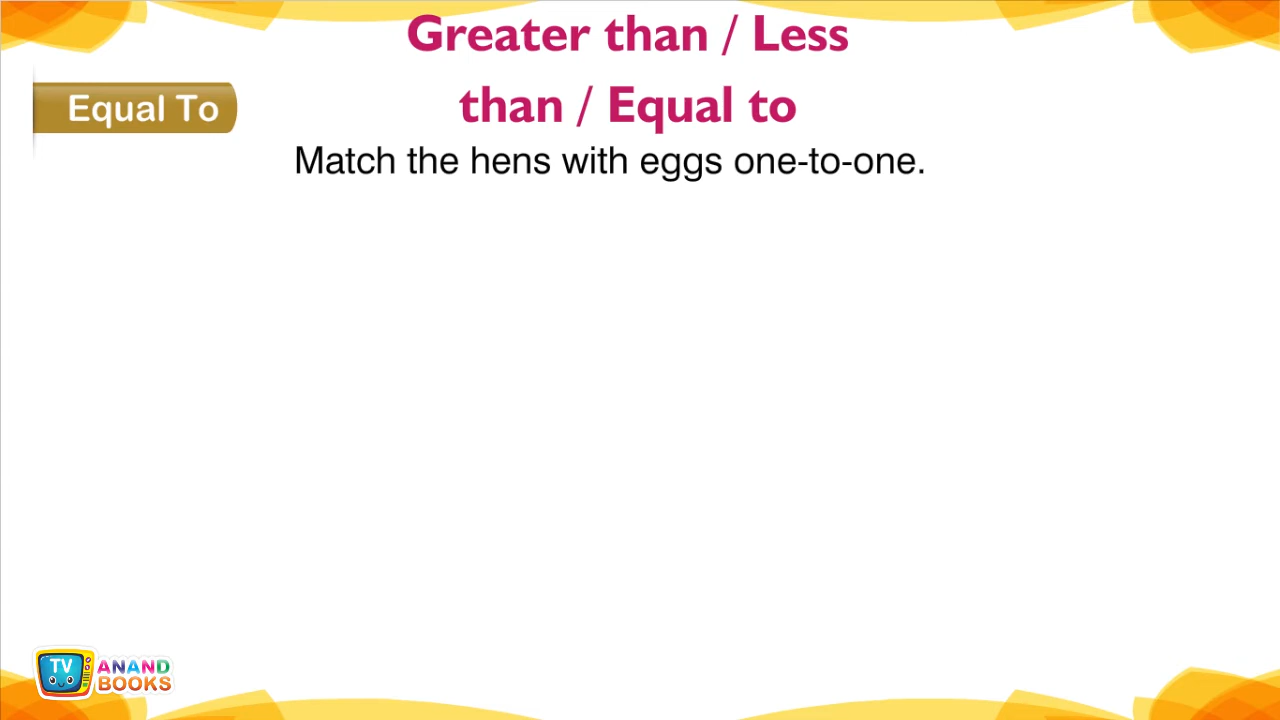 Greater than / Less
than / Equal to
Equal To
Match the hens with eggs one-to-one.
TV
ANAND
BOOKS